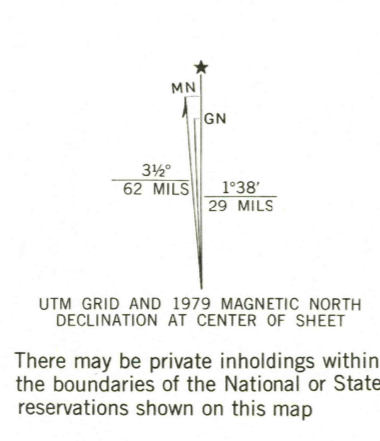 MN
GN
3½°
62 MILS
1°38'
29 MILS
UTM GRID AND 1979 MAGNETIC NORTH
DECLINATION AT CENTER OF SHEET
There may be private inholdings within
the boundaries of the National or State
reservations shown on this map